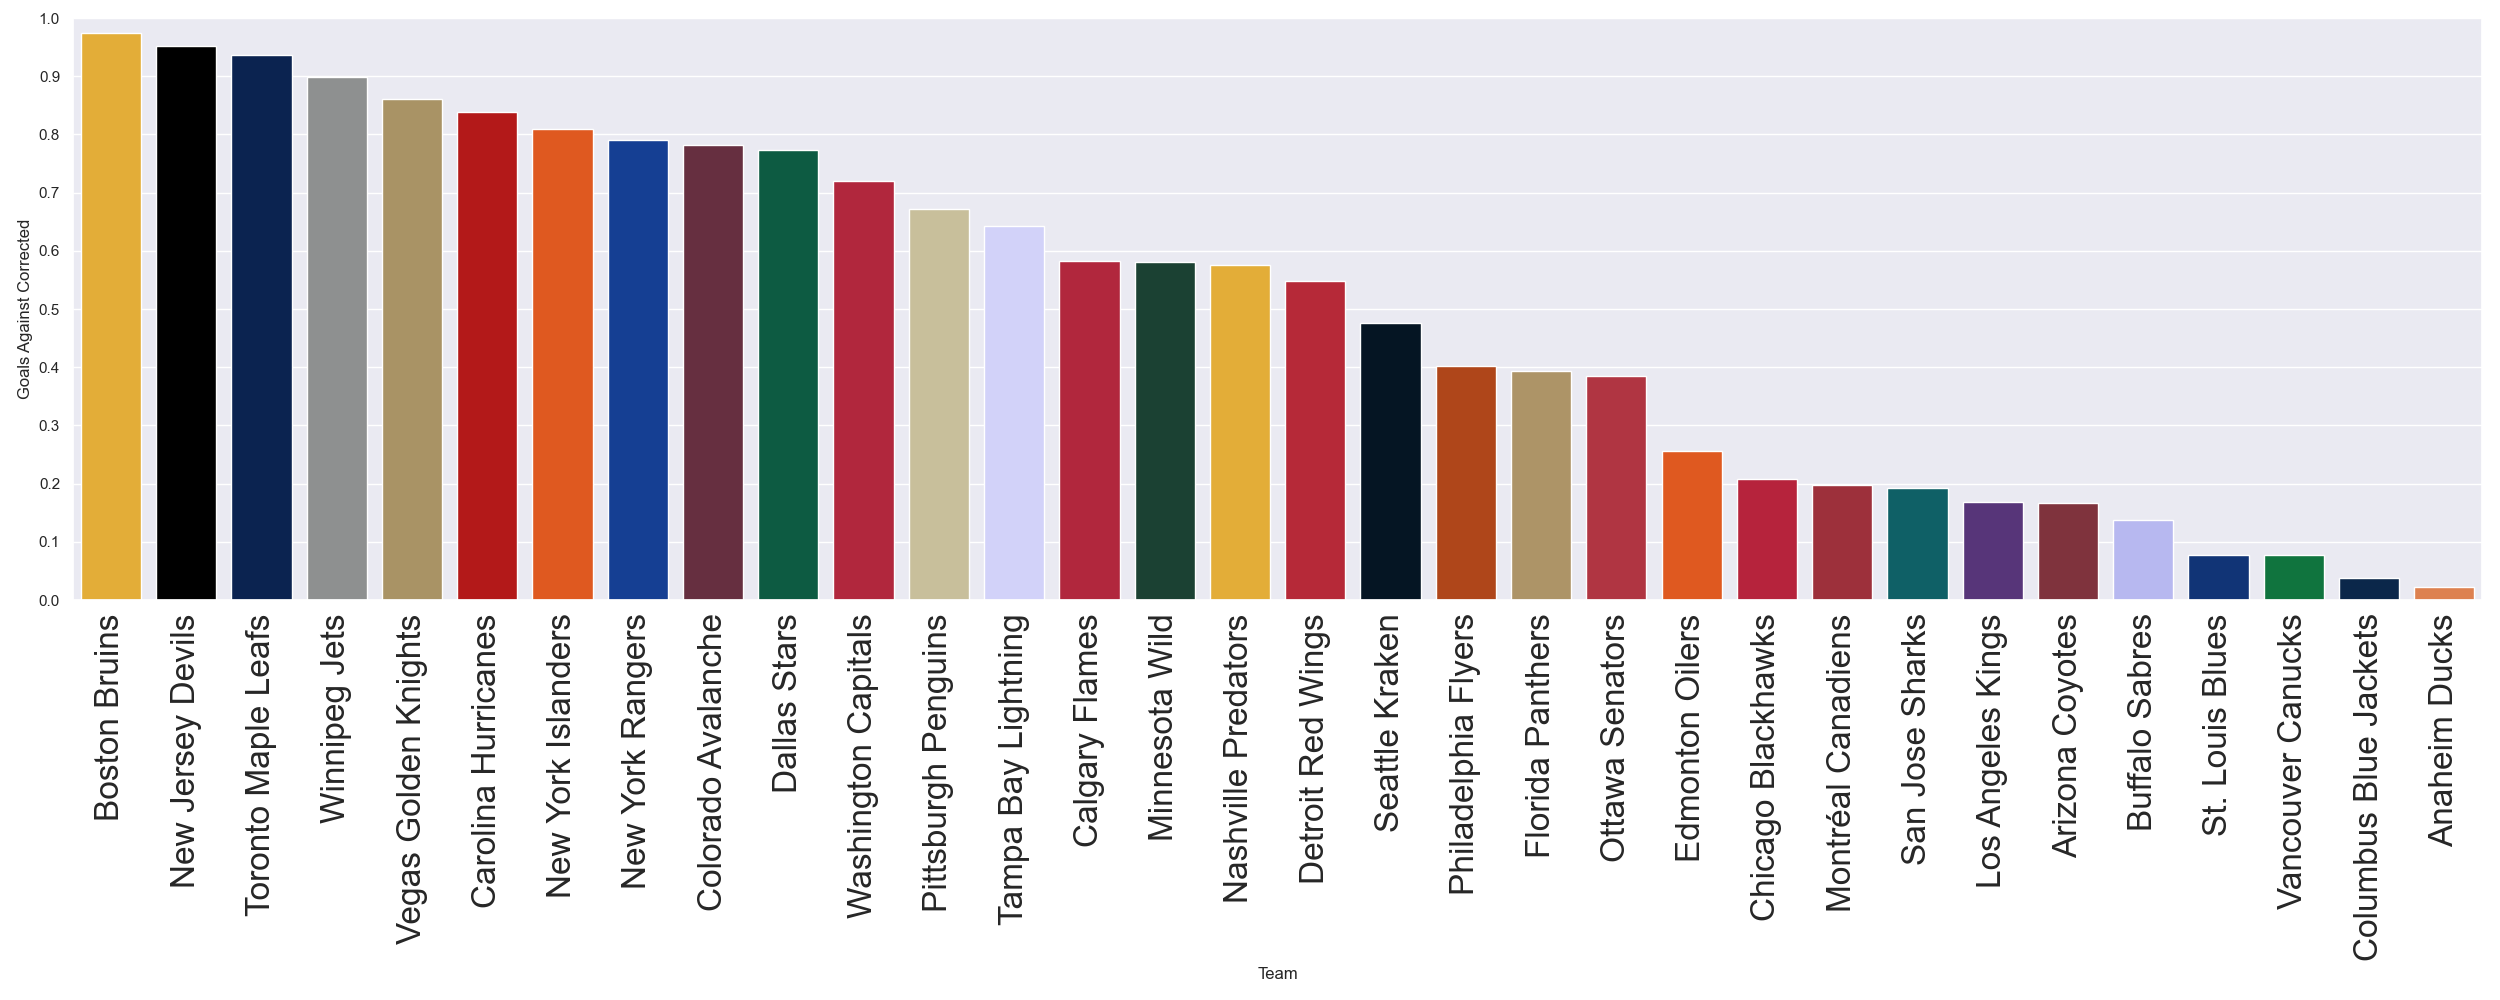 1.0
0.9
0.8
0.7
0.6
0.5
0.4
0.3
0.2
0.1
0.0
Goals Against Corrected
Boston Bruins
New Jersey Devils
Toronto Maple Leafs
Winnipeg Jets
Vegas Golden Knights
Carolina Hurricanes
New York Islanders
New York Rangers
Colorado Avalanche
Dallas Stars
Washington Capitals
Pittsburgh Penguins
Tampa Bay Lightning
Calgary Flames
Minnesota Wild
Nashville Predators
Detroit Red Wings
Seattle Kraken
Philadelphia Flyers
Florida Panthers
Ottawa Senators
Edmonton Oilers
Chicago Blackhawks
Montréal Canadiens
San Jose Sharks
Los Angeles Kings
Arizona Coyotes
Buffalo Sabres
St. Louis Blues
Vancouver Canucks
Columbus Blue Jackets
Anaheim Ducks
Team